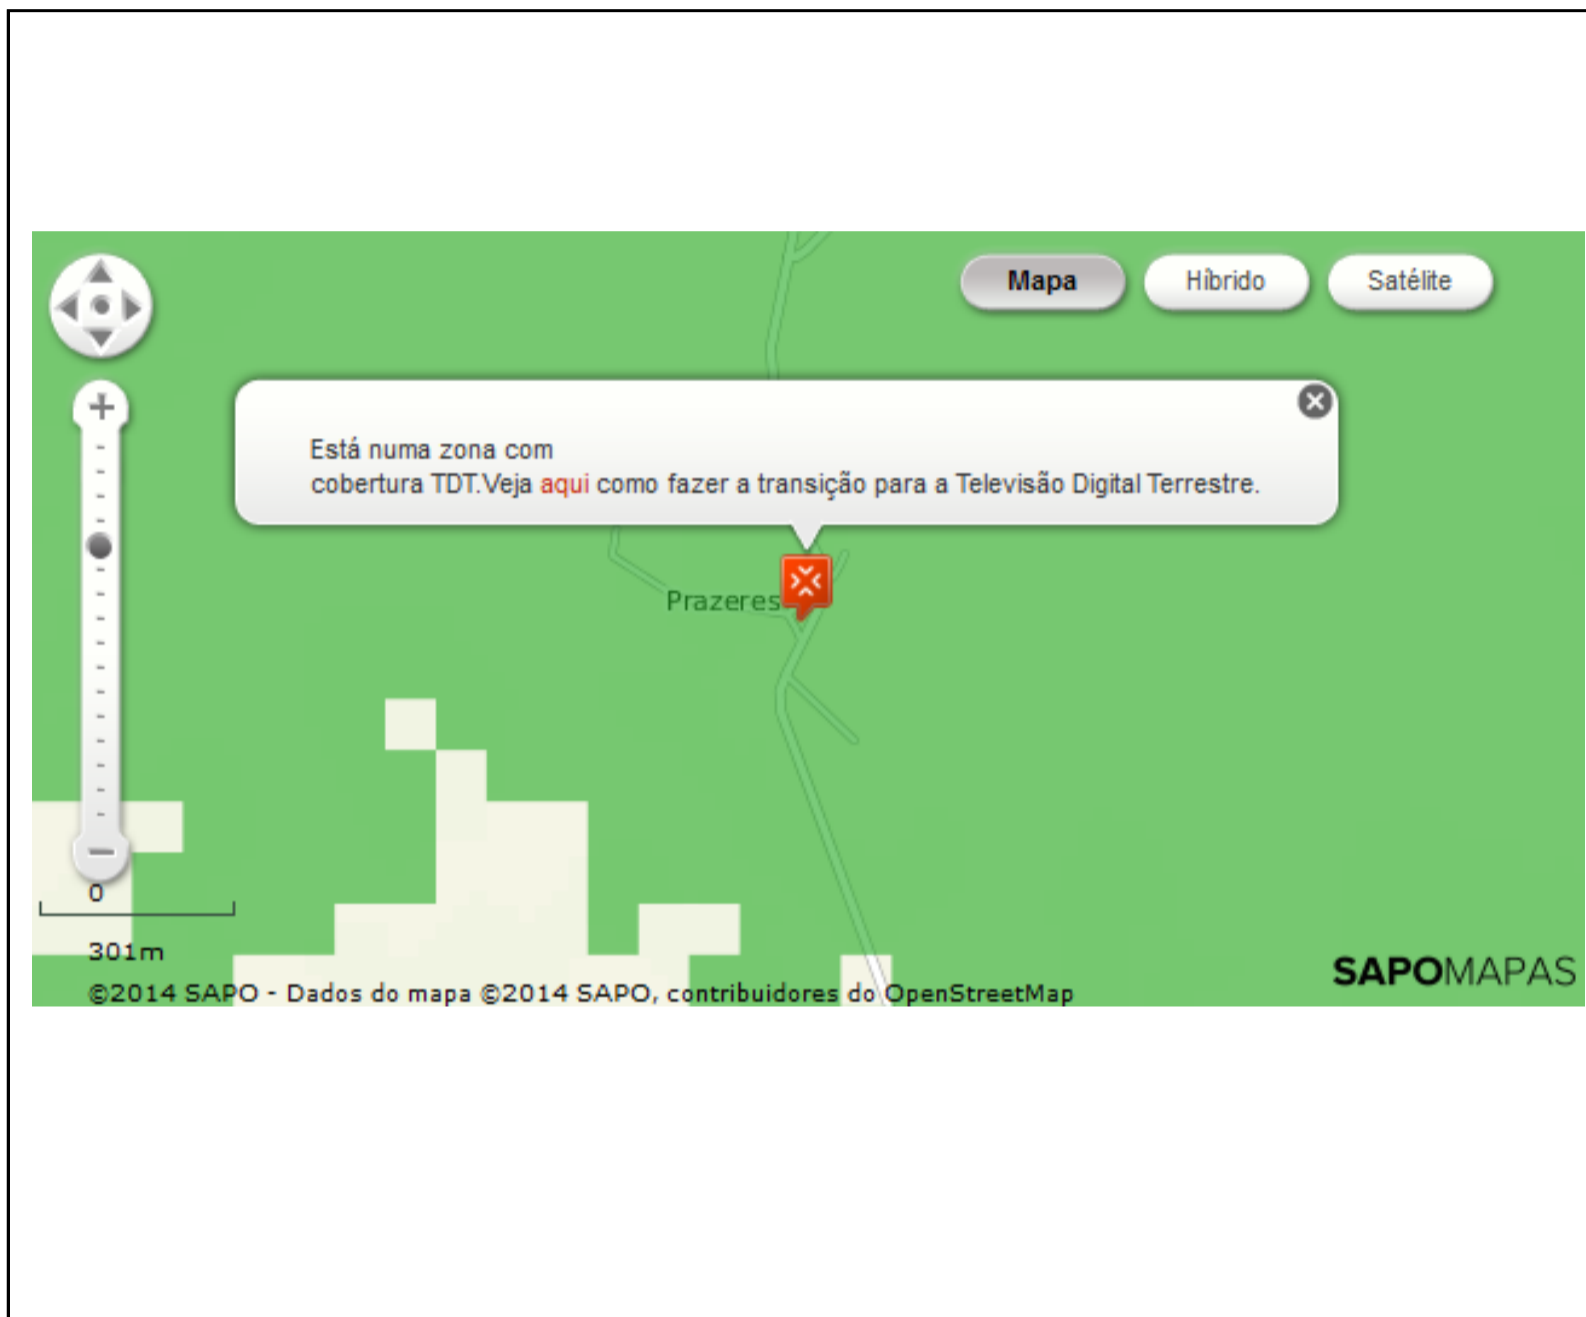 Mapa
Híbrido
Satélite
Está numa zona com
cobertura TDT.Veja aqui como fazer a transição para a Televisão Digital Terrestre.
Prazeres
0
301m
©2014 SAPO - Dados do mapa ©2014 SAPO, contribuidores do OpenStreetMap
SAPOMAPAS